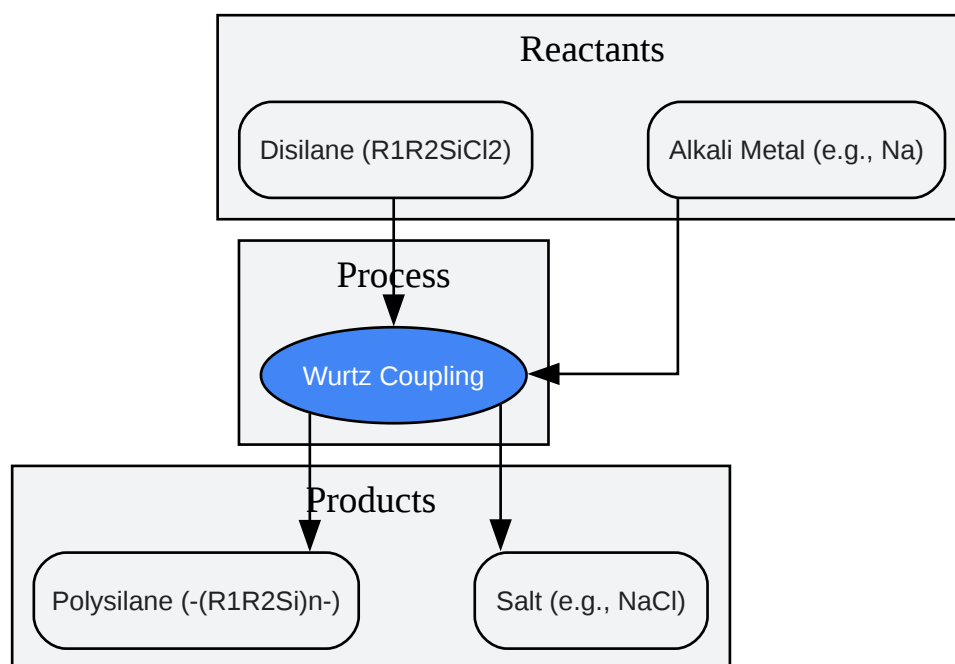 Reactants
Disilane (R1R2SiCl2)
Alkali Metal (e.g., Na)
Process
Wurtz Coupling
Products
Polysilane (-(R1R2Si)n-)
Salt (e.g., NaCl)